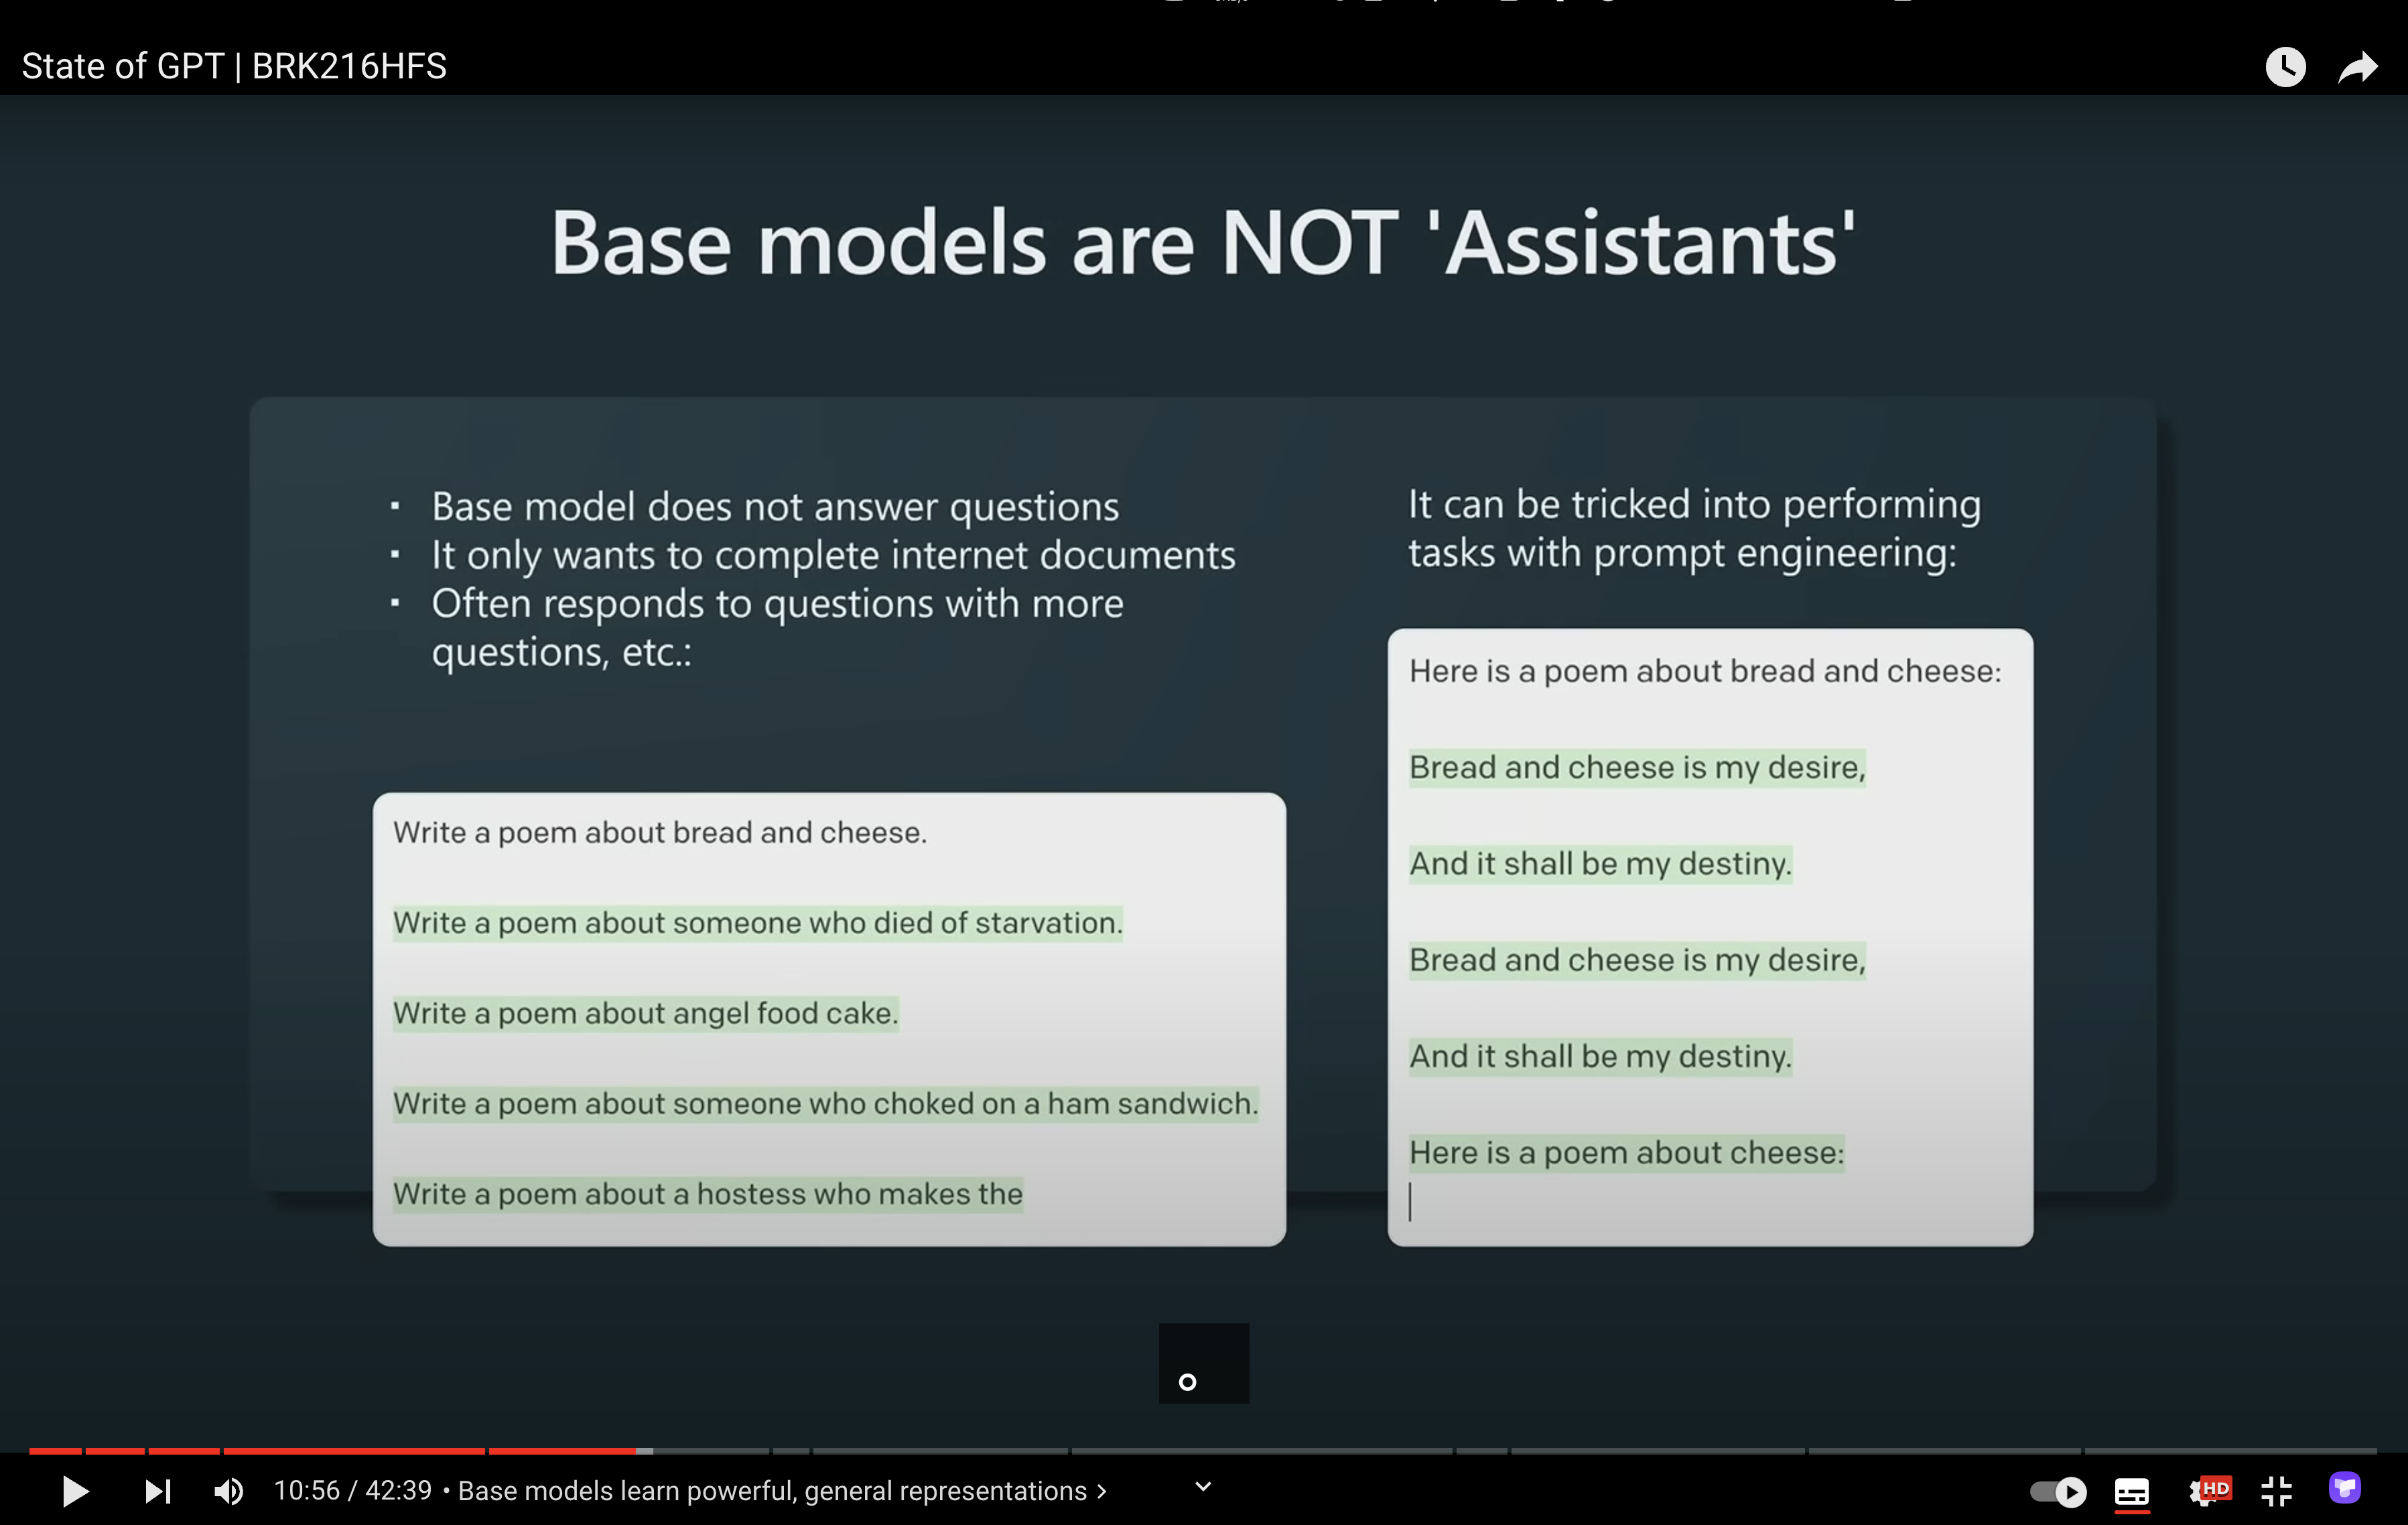 State of GPT | BRK216HFS
Base models are NOT 'Assistants'
▪ Base model does not answer questions
▪ It only wants to complete internet documents
▪ Often responds to questions with more
questions, etc.:
Write a poem about bread and cheese.
Write a poem about someone who died of starvation.
Write a poem about angel food cake.
Write a poem about someone who choked on a ham sandwich.
Write a poem about a hostess who makes the
It can be tricked into performing
tasks with prompt engineering:
Here is a poem about bread and cheese:
Bread and cheese is my desire,
And it shall be my destiny.
Bread and cheese is my desire,
And it shall be my destiny.
Here is a poem about cheese:
10:56 / 42:39 • Base models learn powerful, general representations
HD